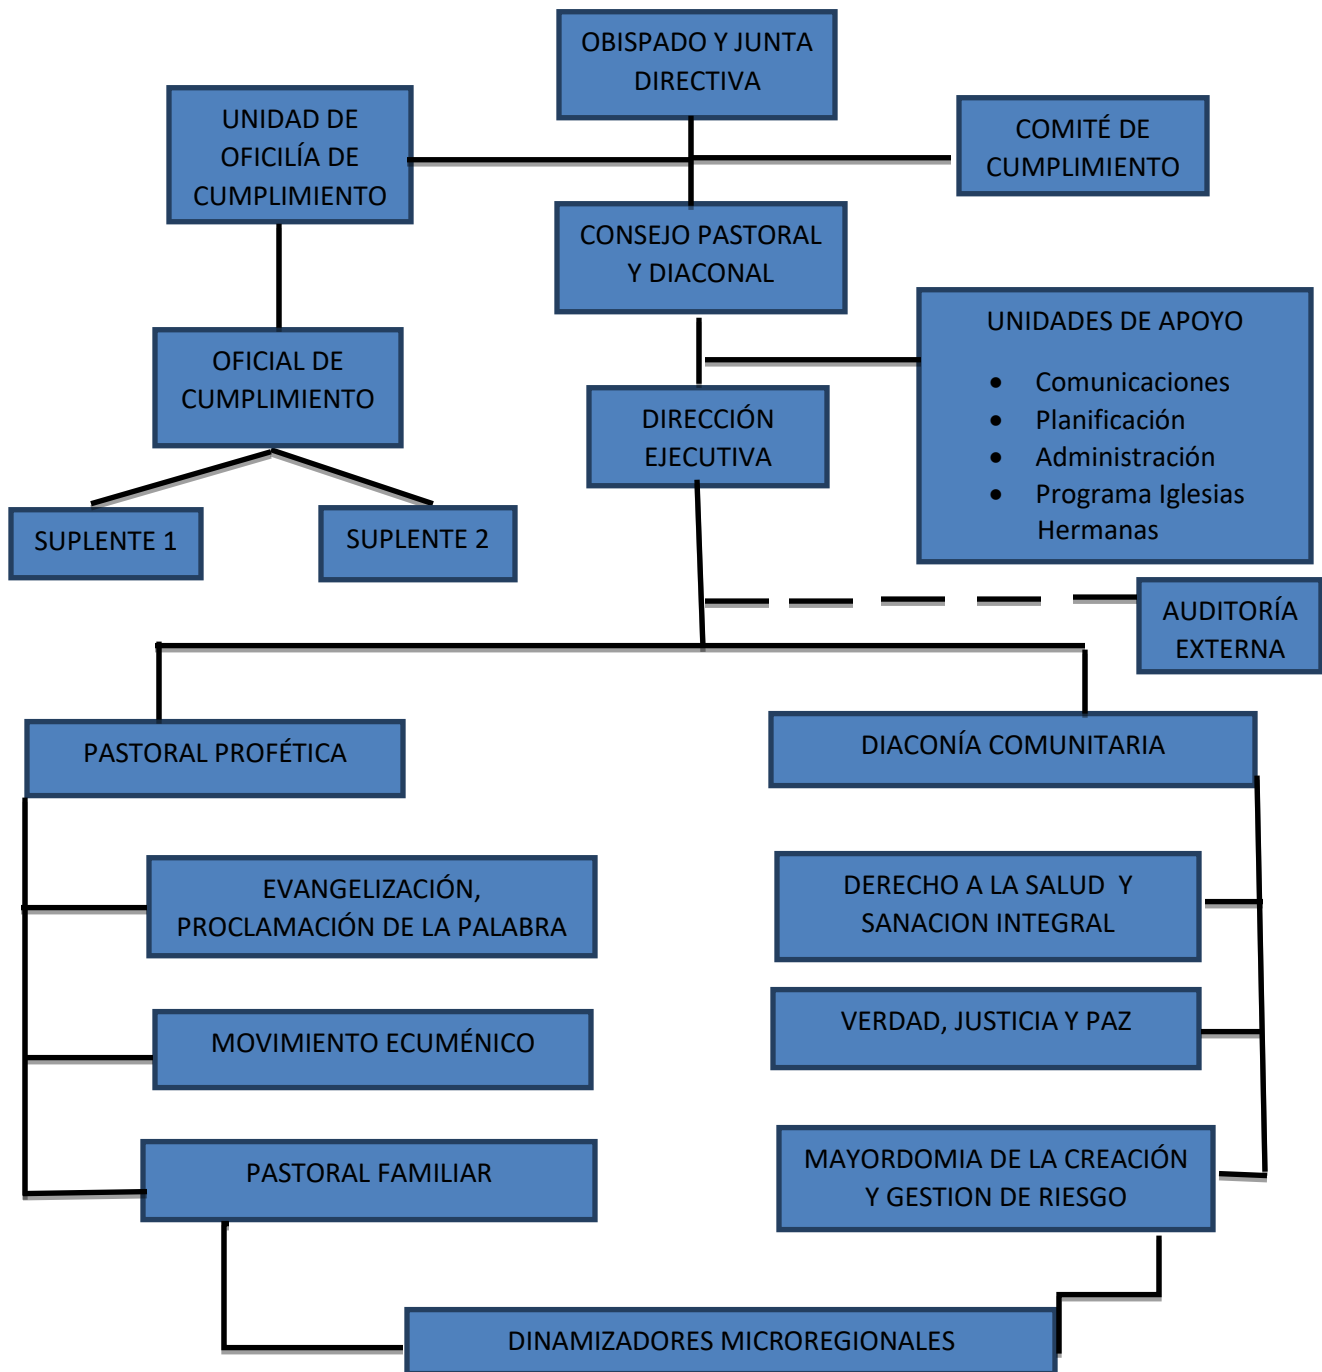 OBISPADO Y JUNTA
DIRECTIVA
UNIDAD DE
OFICILÍA DE
CUMPLIMIENTO
COMITÉ DE
CUMPLIMIENTO
CONSEJO PASTORAL
Y DIACONAL
UNIDADES DE APOYO
• Comunicaciones
• Planificación
• Administración
• Programa Iglesias
Hermanas
OFICIAL DE
CUMPLIMIENTO
DIRECCIÓN
EJECUTIVA
SUPLENTE 1
SUPLENTE 2
AUDITORÍA
EXTERNA
PASTORAL PROFÉTICA
DIACONÍA COMUNITARIA
EVANGELIZACIÓN,
PROCLAMACIÓN DE LA PALABRA
DERECHO A LA SALUD Y
SANACION INTEGRAL
MOVIMIENTO ECUMÉNICO
VERDAD, JUSTICIA Y PAZ
PASTORAL FAMILIAR
MAYORDOMIA DE LA CREACIÓN
Y GESTION DE RIESGO
DINAMIZADORES MICROREGIONALES